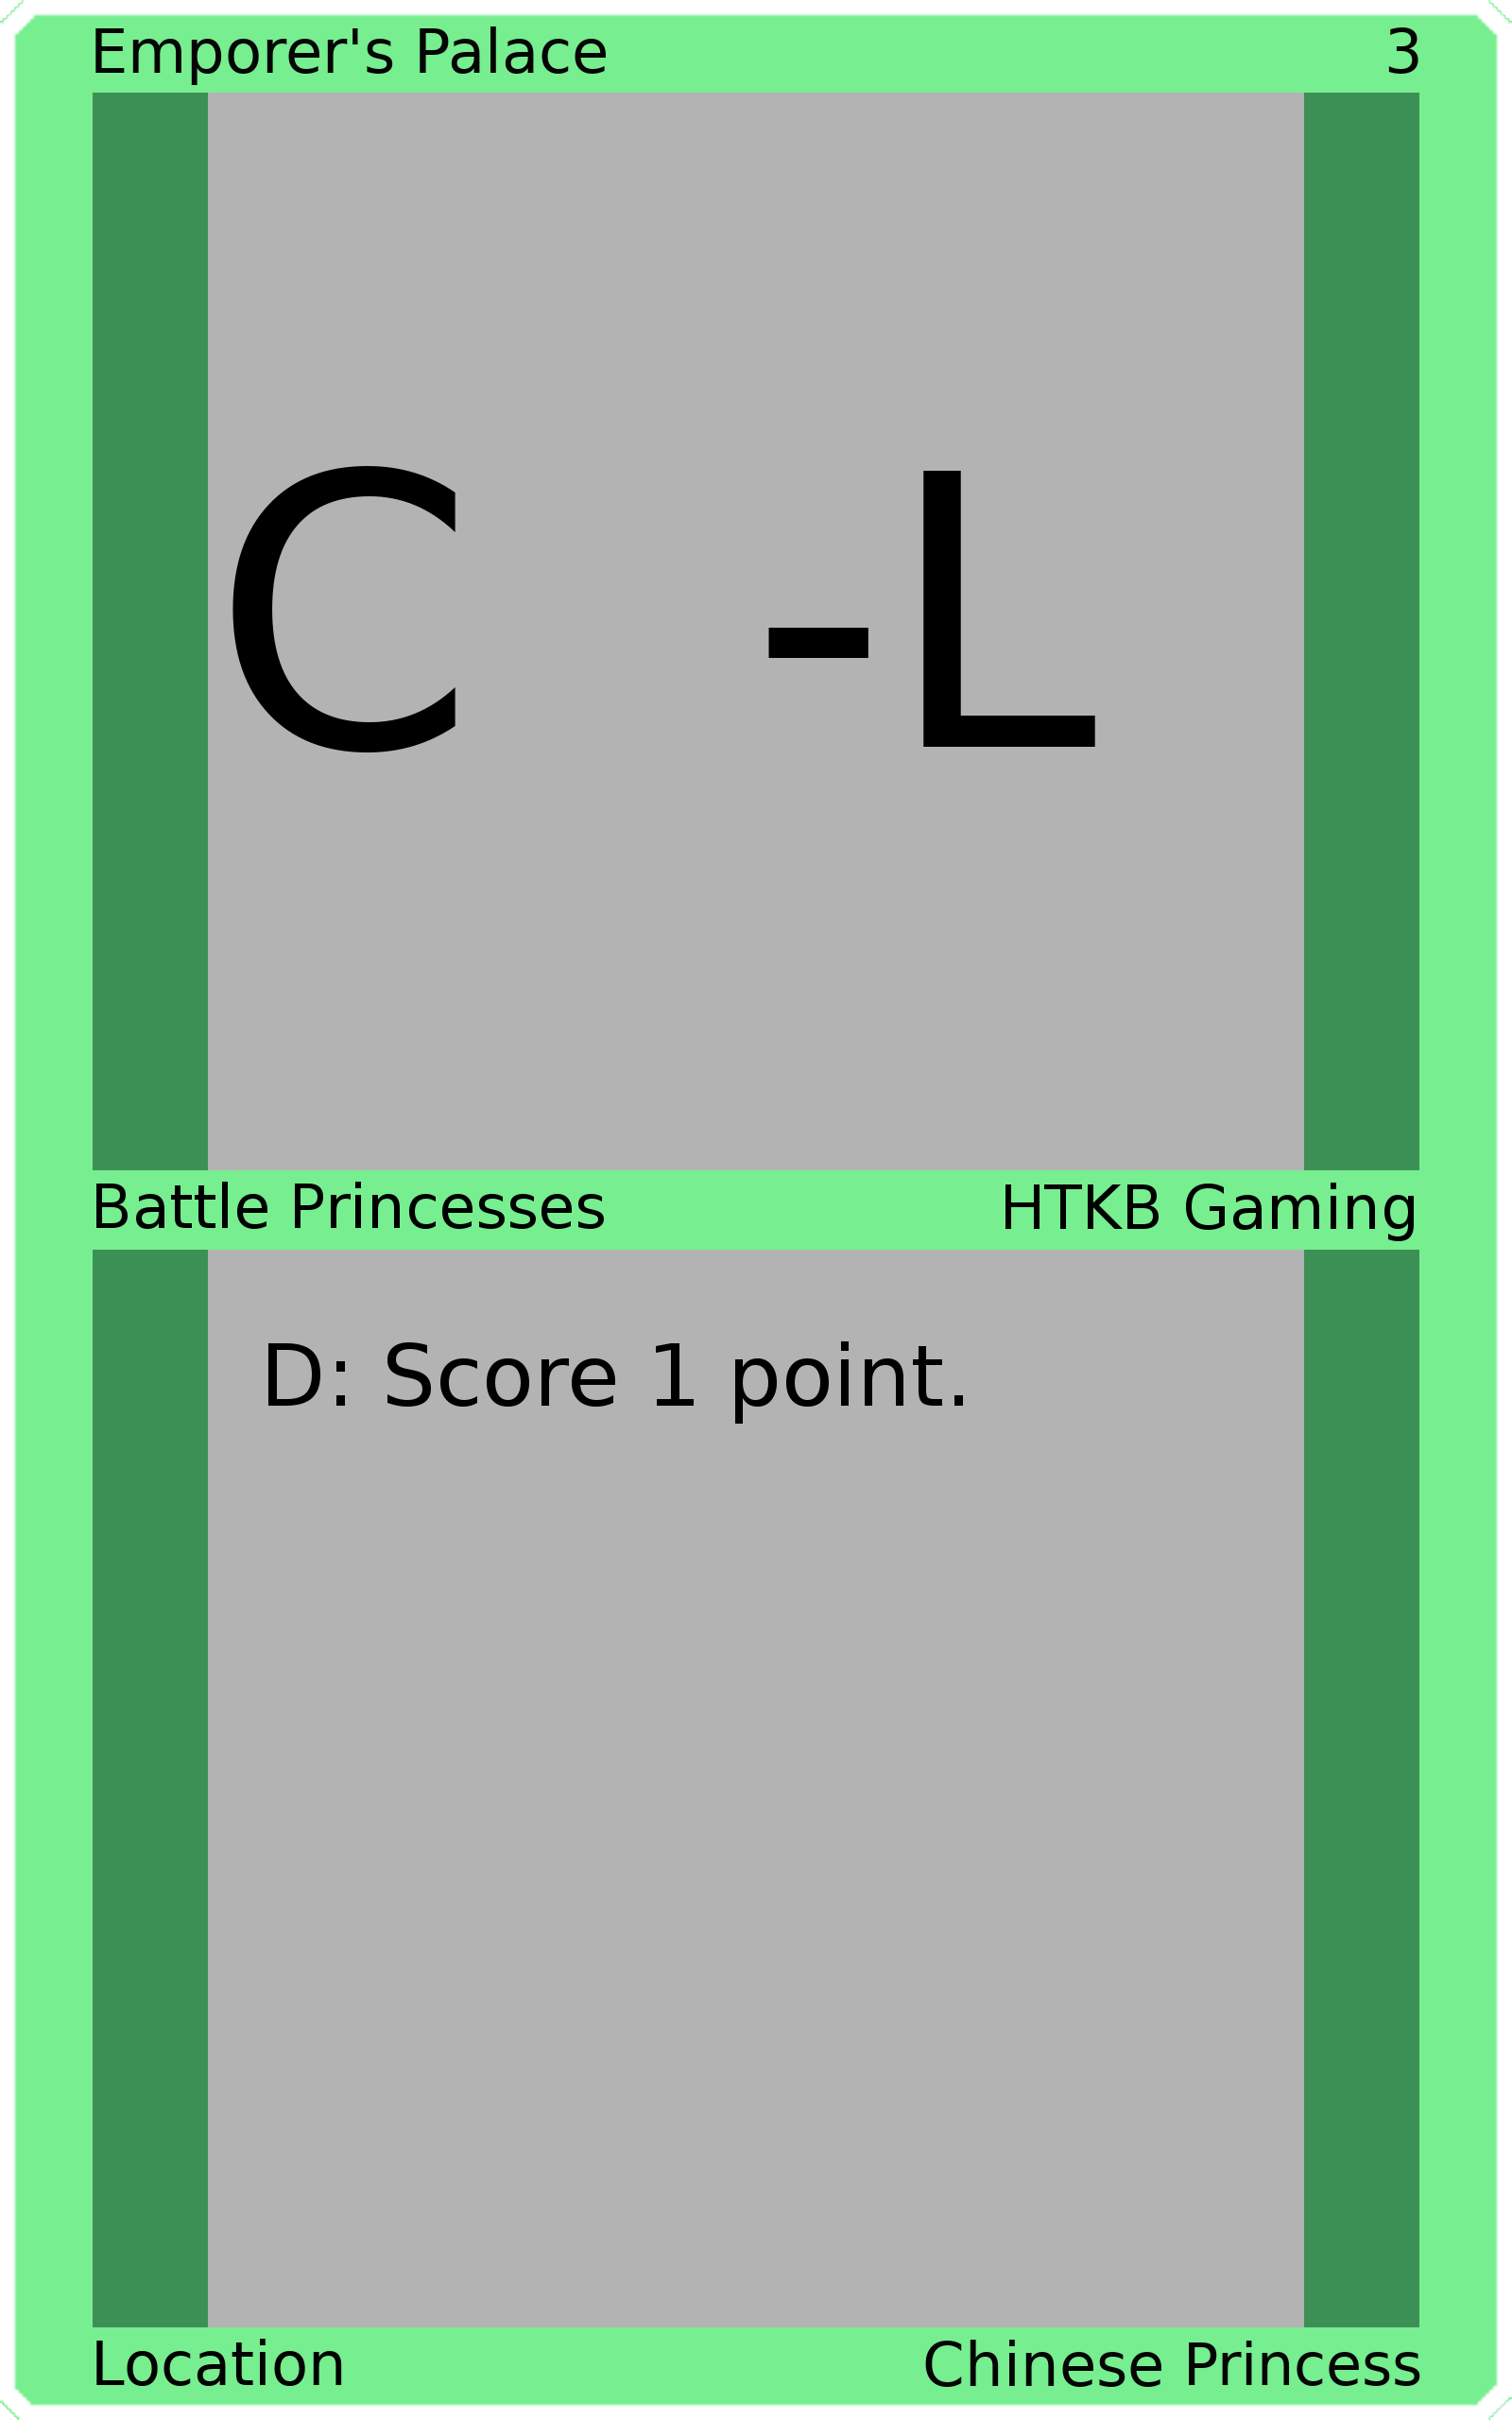 Emporer's Palace 3
C -L
Battle Princesses HTKB Gaming
D: Score 1 point.
Location Chinese Princess